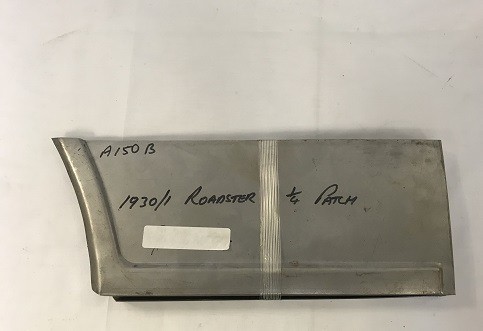 A150B
1930/1 ROADSTER ¼ PATCH